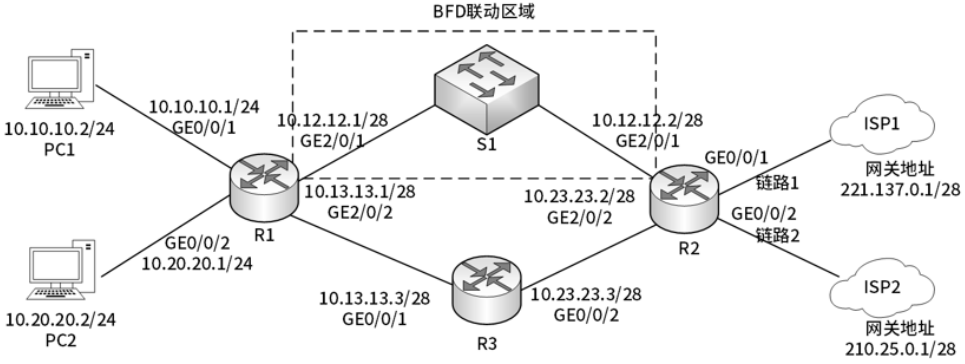 BFD联动区域
10.10.10.1/24
GE0/0/1
10.10.10.2/24
PC1
10.12.12.1/28
GE2/0/1
S1
10.12.12.2/28
GE2/0/1
ISP1
网关地址
221.137.0.1/28
GE0/0/1
链路1
10.13.13.1/28
GE2/0/2
10.23.23.2/28
GE2/0/2
GE0/0/2
链路2
R1
R2
GE0/0/2
10.20.20.1/24
10.20.20.2/24
PC2
10.13.13.3/28
GE0/0/1
R3
10.23.23.3/28
GE0/0/2
ISP2
网关地址
210.25.0.1/28